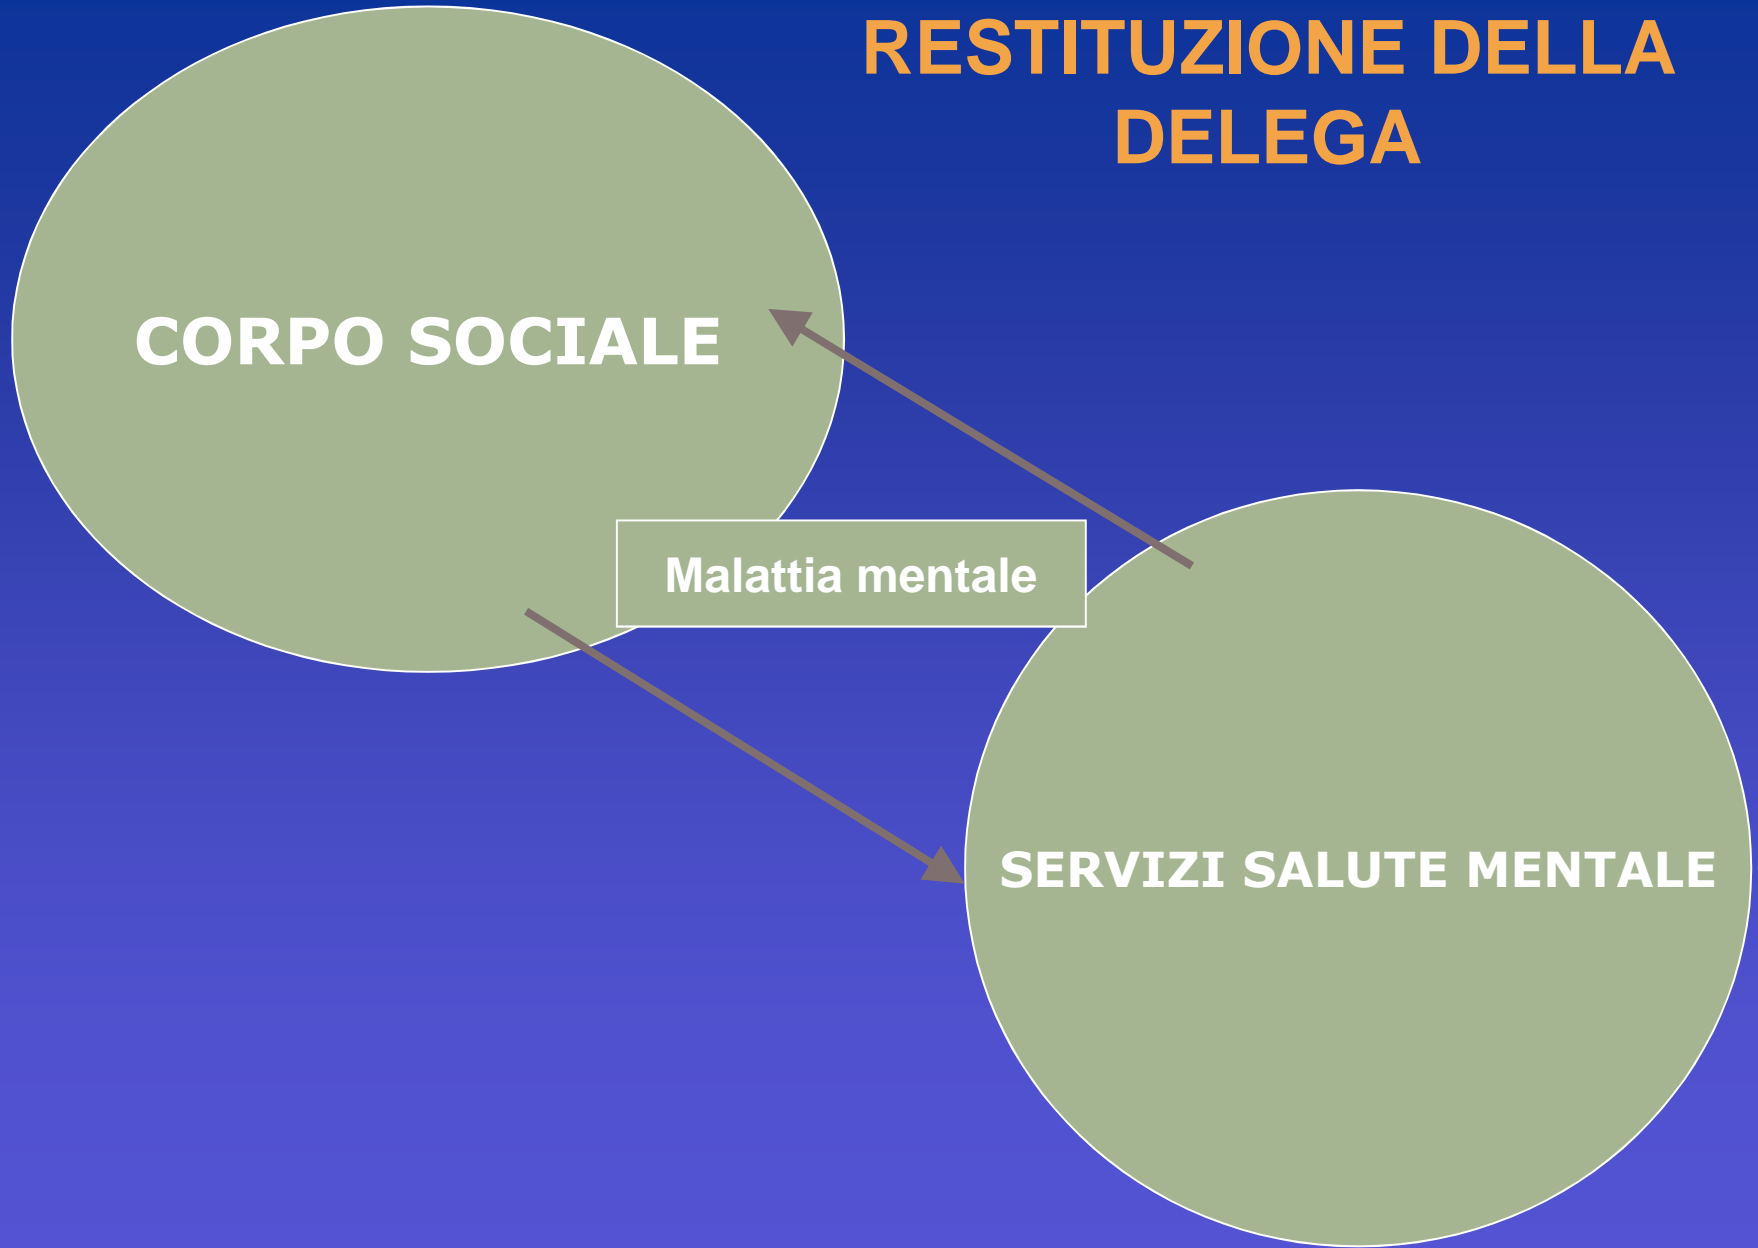 RESTITUZIONE DELLA
DELEGA
CORPO SOCIALE
Malattia mentale
SERVIZI SALUTE MENTALE